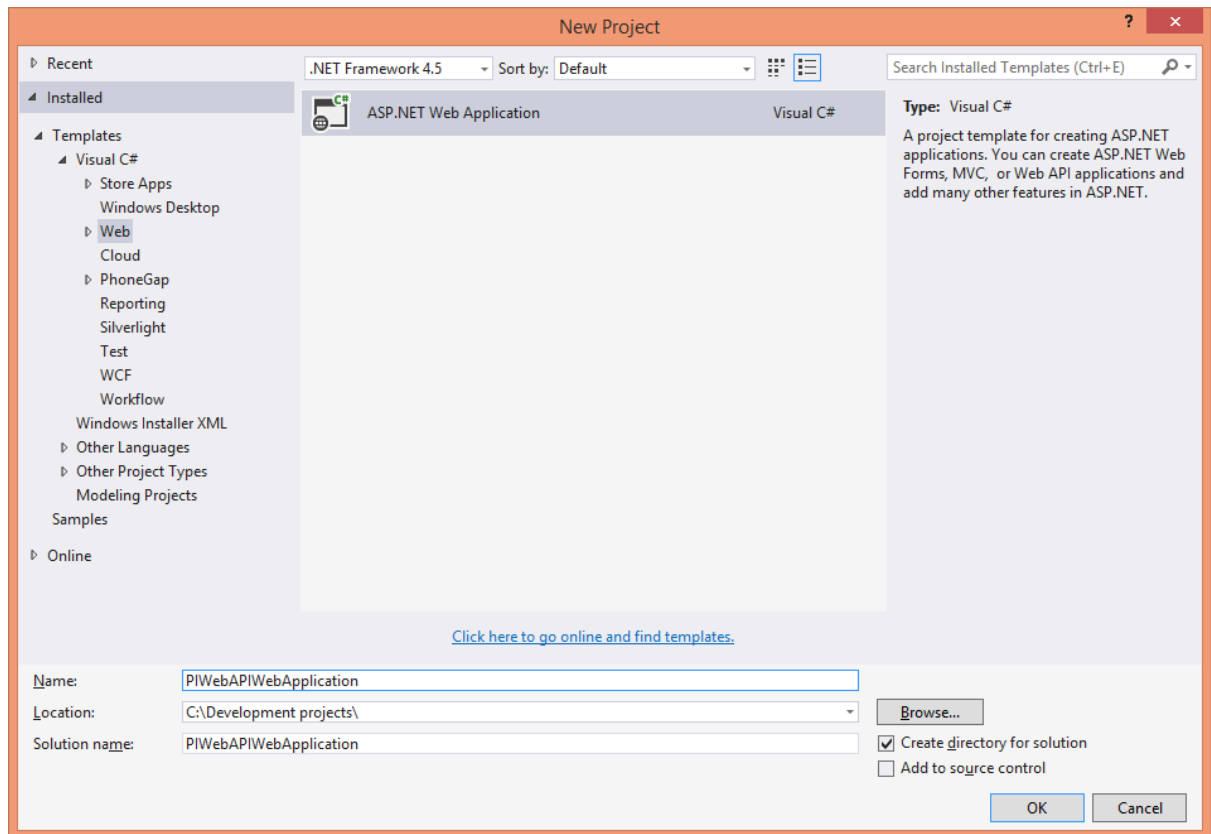 New Project
?
Recent
Installed
Templates
Visual C#
Store Apps
Windows Desktop
Web
Cloud
PhoneGap
Reporting
Silverlight
Test
WCF
Workflow
Windows Installer XML
Other Languages
Other Project Types
Modeling Projects
Samples
Online
.NET Framework 4.5
Sort by: Default
C#
ASP.NET Web Application Visual C#
Click here to go online and find templates.
Search Installed Templates (Ctrl+E)
Type: Visual C#
A project template for creating ASP.NET
applications. You can create ASP.NET Web
Forms, MVC, or Web API applications and
add many other features in ASP.NET.
Name: PIWebAPIWebApplication
Location: C:\Development projects\
Browse...
Solution name: PIWebAPIWebApplication
Create directory for solution
Add to source control
OK Cancel